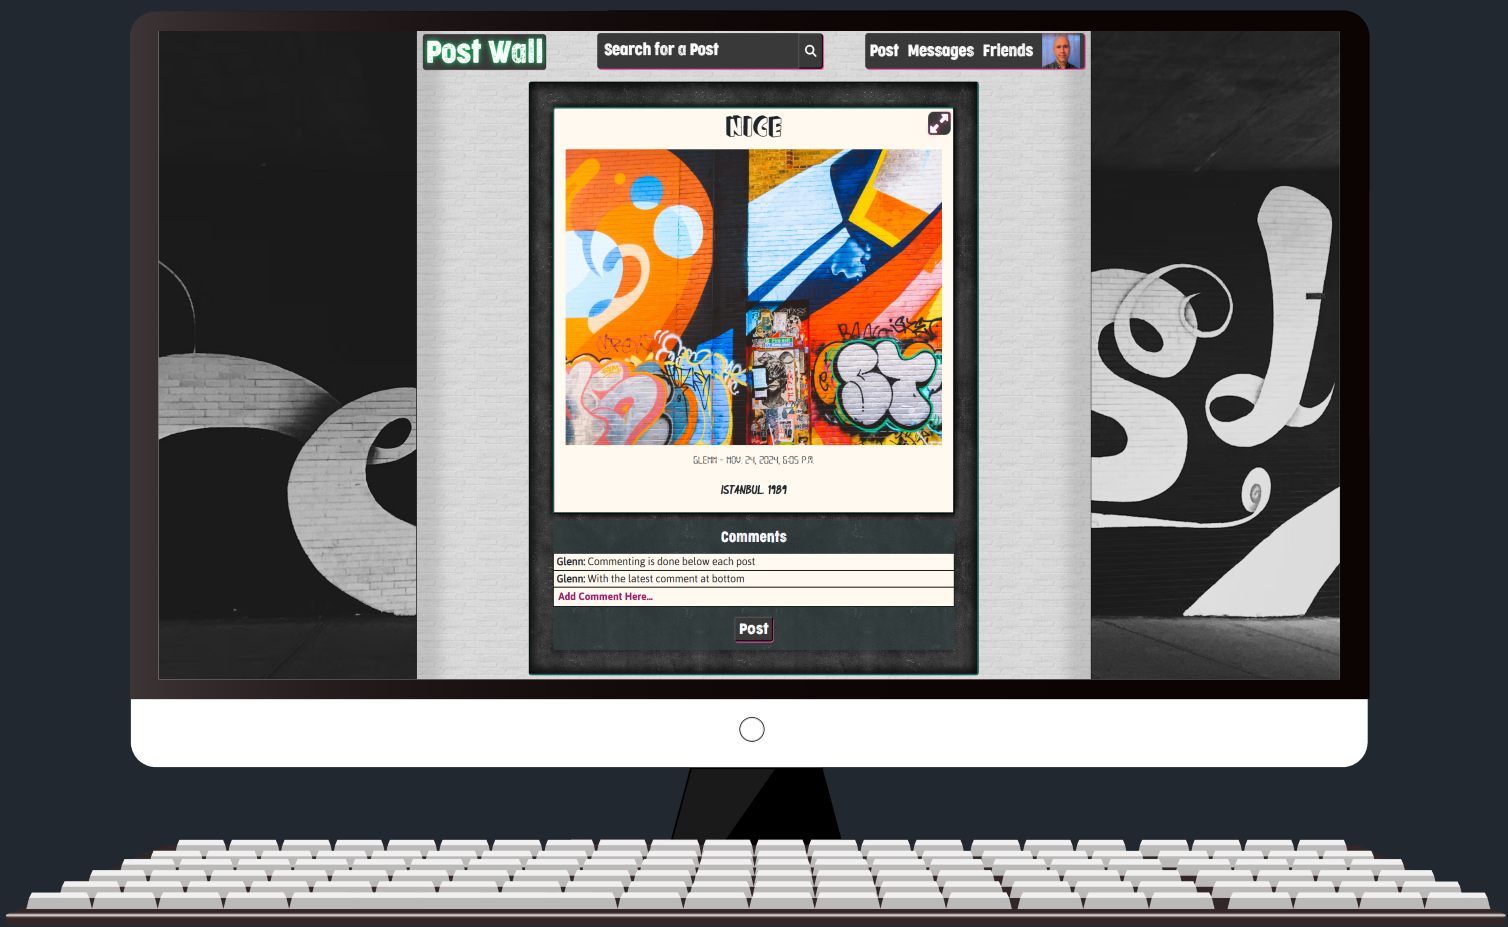 Post Wall
Search for a Post
Post Messages Friends
NICE
BANG
GLENN - NOV. 24, 2024, 6:05 P.M.
ISTANBUL. 1989
Comments
Glenn: Commenting is done below each post
Glenn: With the latest comment at bottom
Add Comment Here...
Post